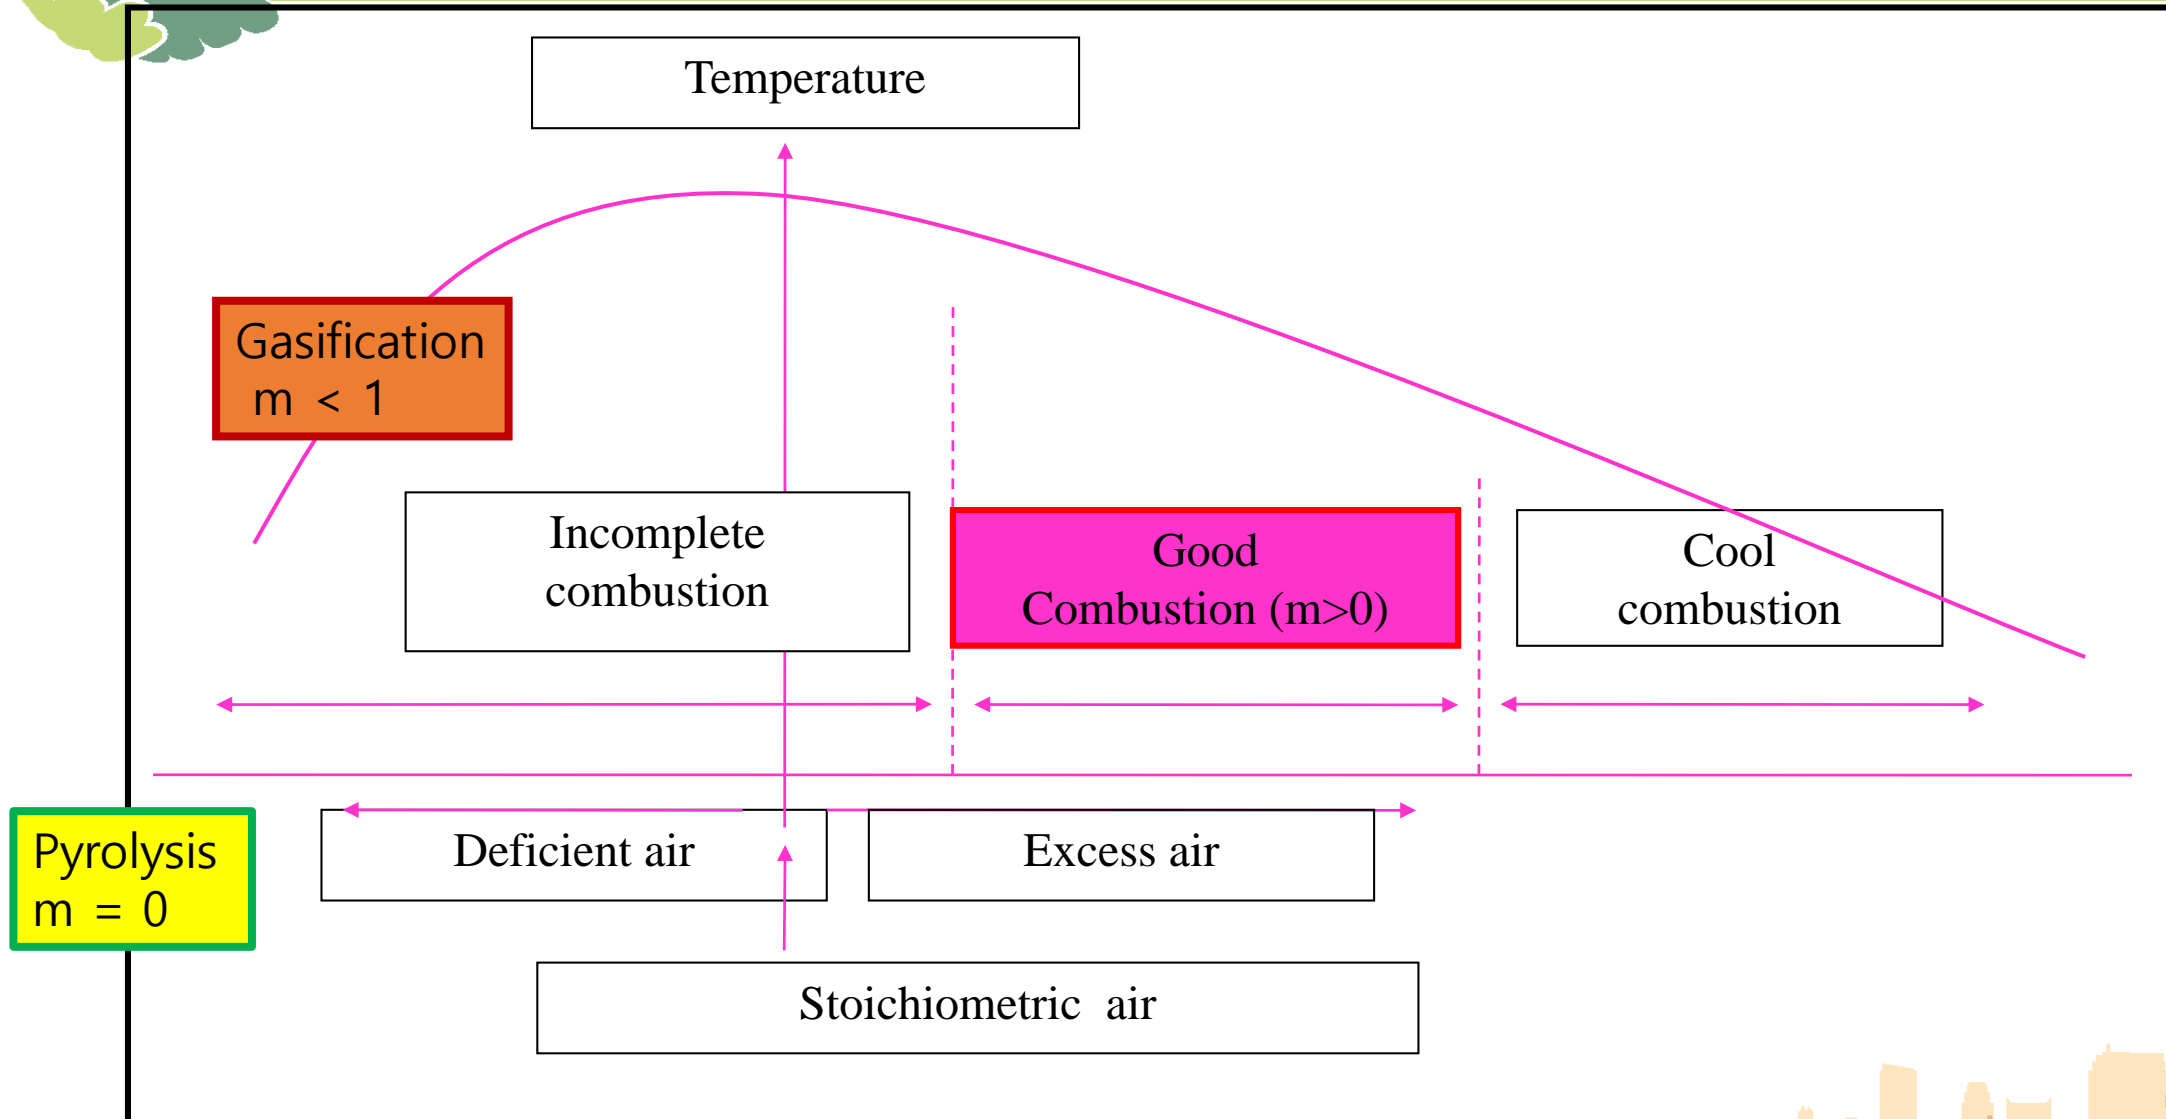 Temperature
Gasification
m < 1
Incomplete
combustion
Good
Combustion (m>0)
Cool
combustion
Pyrolysis
m = 0
Deficient air
Excess air
Stoichiometric air